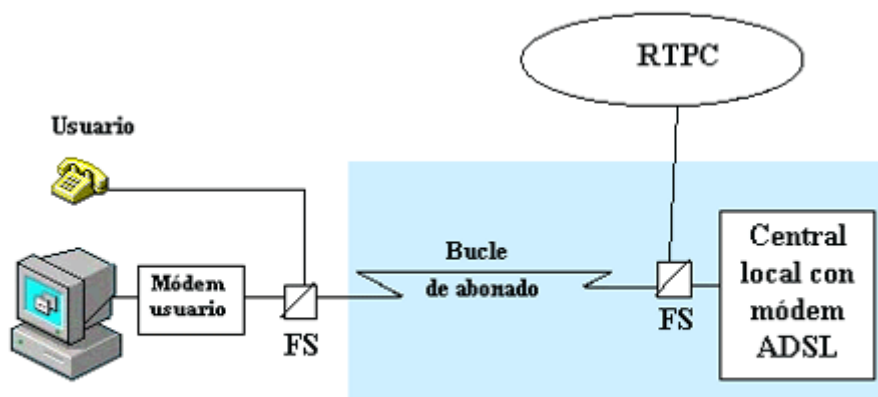 RTPC
Usuario
Bucle
de abonado
Módem
usuario
FS
FS
Central
local con
módem
ADSL